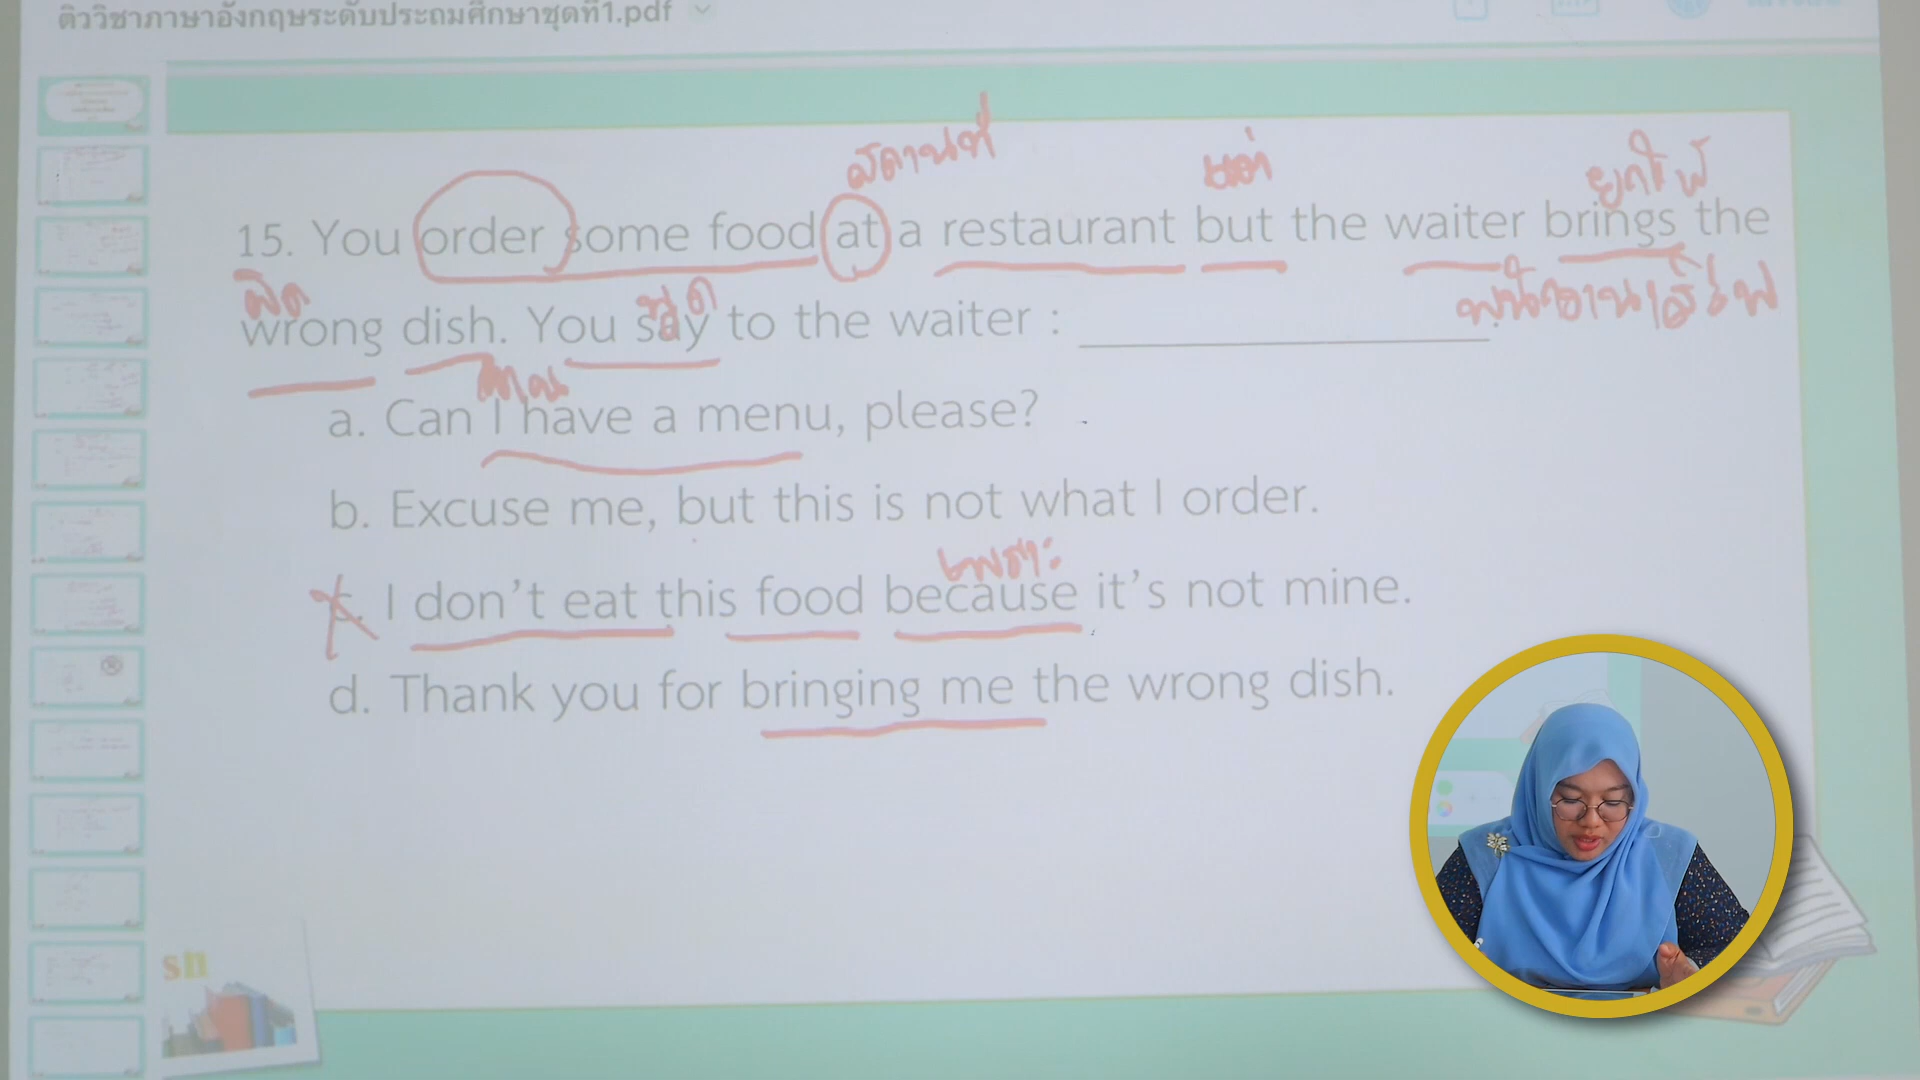 ติววิชาภาษาอังกฤษระดับประถมศึกษาชุดที่1.pdf
สถานที่ แต่ ยกให้
15. You order some food at a restaurant but the waiter brings the
ผิด พูด พนักงานเสิร์ฟ
wrong dish. You say to the waiter : ____________
a. Can I have a menu, please?
b. Excuse me, but this is not what I order.
เพราะ
c. I don't eat this food because it's not mine.
d. Thank you for bringing me the wrong dish.